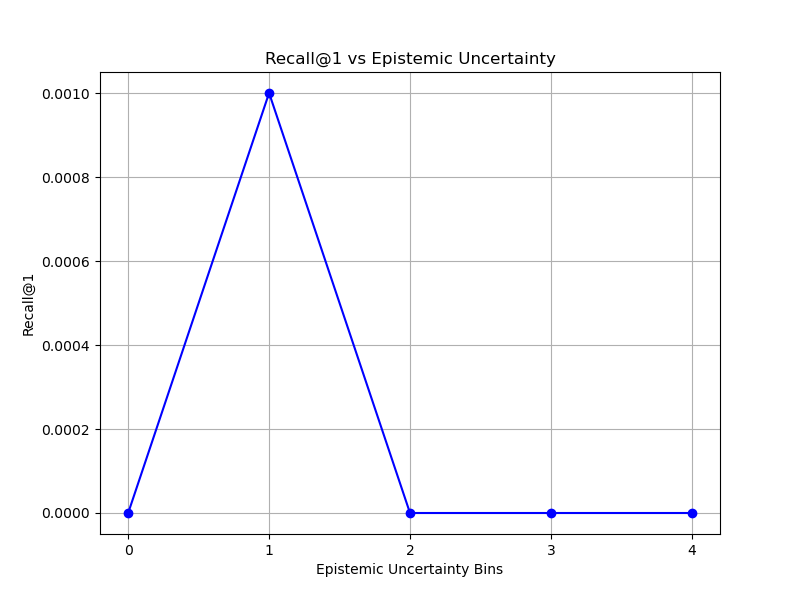 Recall@1 vs Epistemic Uncertainty
0.0010
0.0008
0.0006
0.0004
0.0002
0.0000
Recall@1
0 1 2 3 4
Epistemic Uncertainty Bins